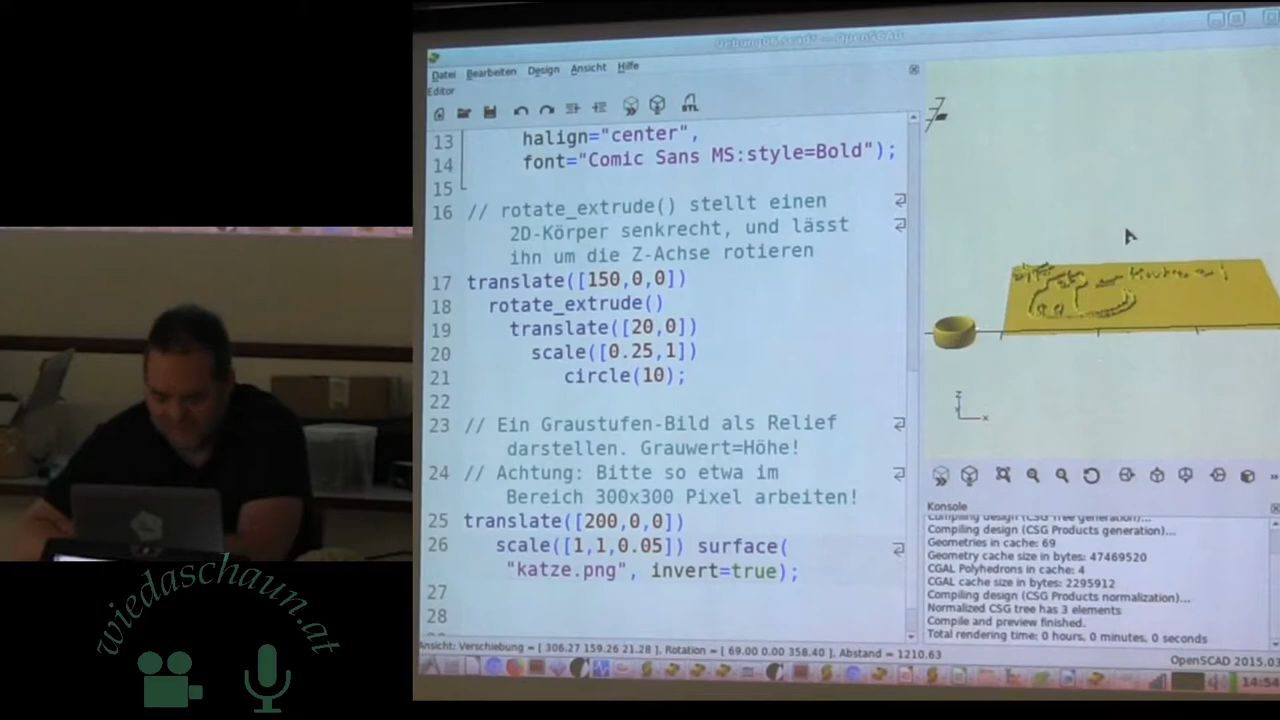 Datei Bearbeiten Design Ansicht Hilfe
Editor
STL
13 halign="center",
14 font="Comic Sans MS:style=Bold");
15
16 // rotate_extrude() stellt einen
2D-Körper senkrecht, und lässt
ihn um die Z-Achse rotieren
17 translate([150,0,0])
18 rotate_extrude()
19 translate([20,0])
20 scale([0.25,1])
21 circle(10);
22
23 // Ein Graustufen-Bild als Relief
darstellen. Grauwert=Höhe!
24 // Achtung: Bitte so etwa im
Bereich 300x300 Pixel arbeiten!
25 translate([200,0,0])
26 scale([1,1,0.05]) surface(
"katze.png", invert=true);
27
28
z
x
Konsole
Compiling design (CSG Tree generation)...
Compiling design (CSG Products generation)...
Geometries in cache: 69
Geometry cache size in bytes: 47469520
CGAL Polyhedrons in cache: 4
CGAL cache size in bytes: 2295912
Compiling design (CSG Products normalization)...
Normalized CSG tree has 3 elements
Compile and preview finished.
Total rendering time: 0 hours, 0 minutes, 0 seconds
Ansicht: Verschiebung = [ 306.27 159.26 21.28 ], Rotation = [ 69.00 0.00 358.40 ], Abstand = 1210.63
OpenSCAD 2015.03
14:54
wiedaschaun.at